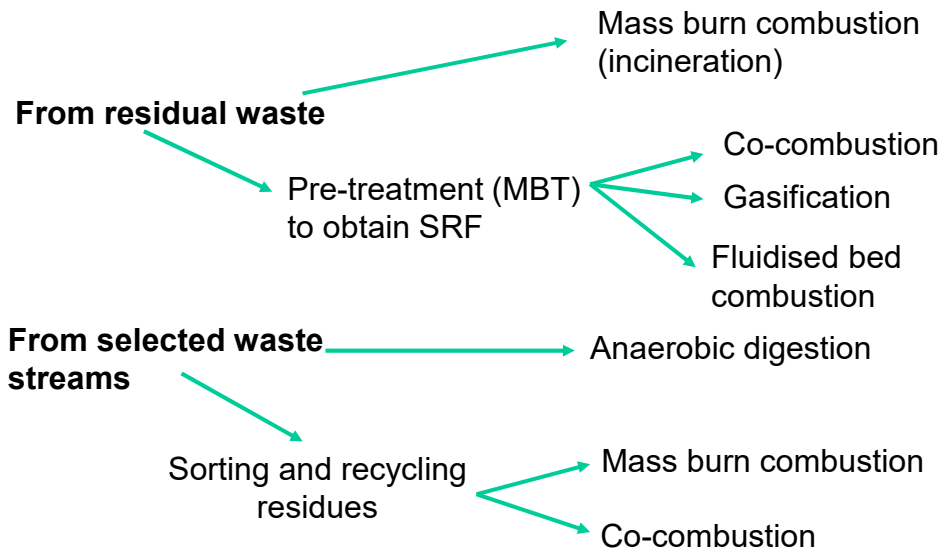 Mass burn combustion
(incineration)
From residual waste
Co-combustion
Pre-treatment (MBT)
to obtain SRF
Gasification
Fluidised bed
combustion
From selected waste
streams
Anaerobic digestion
Sorting and recycling
residues
Mass burn combustion
Co-combustion